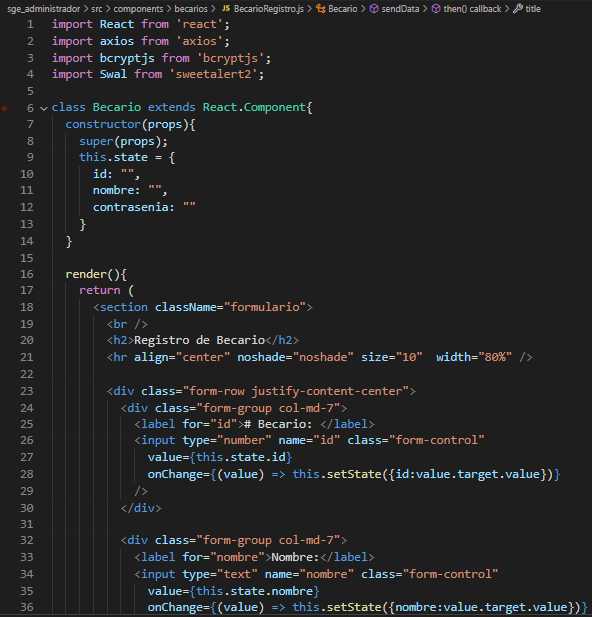 sge_administrador > src > components > becarios > JS BecarioRegistro.js > Becario > sendData > then() callback > title
1 import React from 'react';
2 import axios from 'axios';
3 import bcryptjs from 'bcryptjs';
4 import Swal from 'sweetalert2';
5
6 class Becario extends React.Component{
7 constructor(props){
8 super(props);
9 this.state = {
10 id: "",
11 nombre: "",
12 contrasenia: ""
13 }
14 }
15
16 render(){
17 return (
18 <section className="formulario">
19 <br />
20 <h2>Registro de Becario</h2>
21 <hr align="center" noshade="noshade" size="10"  width="80%" />
22
23 <div class="form-row justify-content-center">
24 <div class="form-group col-md-7">
25 <label for="id"># Becario: </label>
26 <input type="number" name="id" class="form-control"
27 value={this.state.id}
28 onChange={(value) => this.setState({id:value.target.value})}
29 />
30 </div>
31
32 <div class="form-group col-md-7">
33 <label for="nombre">Nombre:</label>
34 <input type="text" name="nombre" class="form-control"
35 value={this.state.nombre}
36 onChange={(value) => this.setState({nombre:value.target.value})}